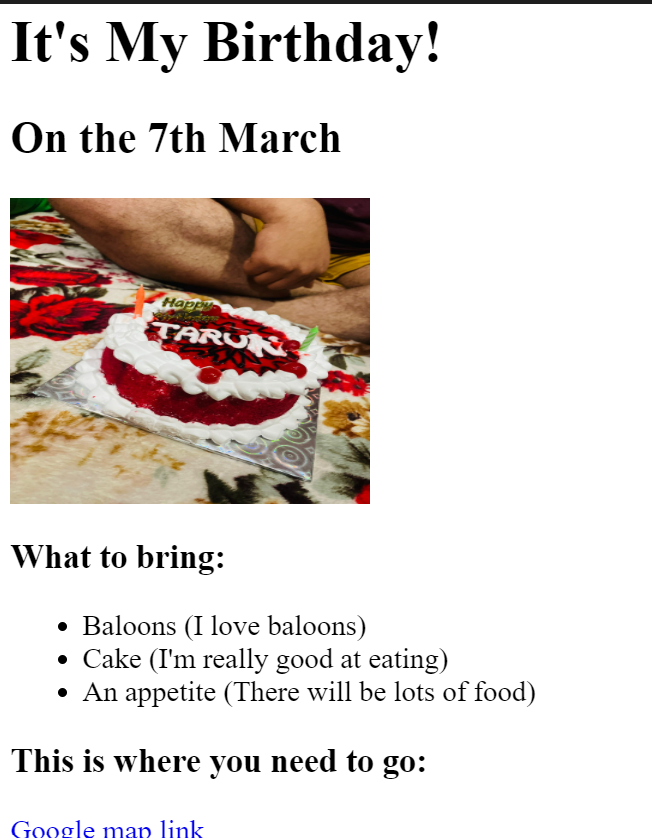 It's My Birthday!
On the 7th March
Happy
TARUN
What to bring:
Baloons (I love baloons)
Cake (I'm really good at eating)
An appetite (There will be lots of food)
This is where you need to go:
Google map link